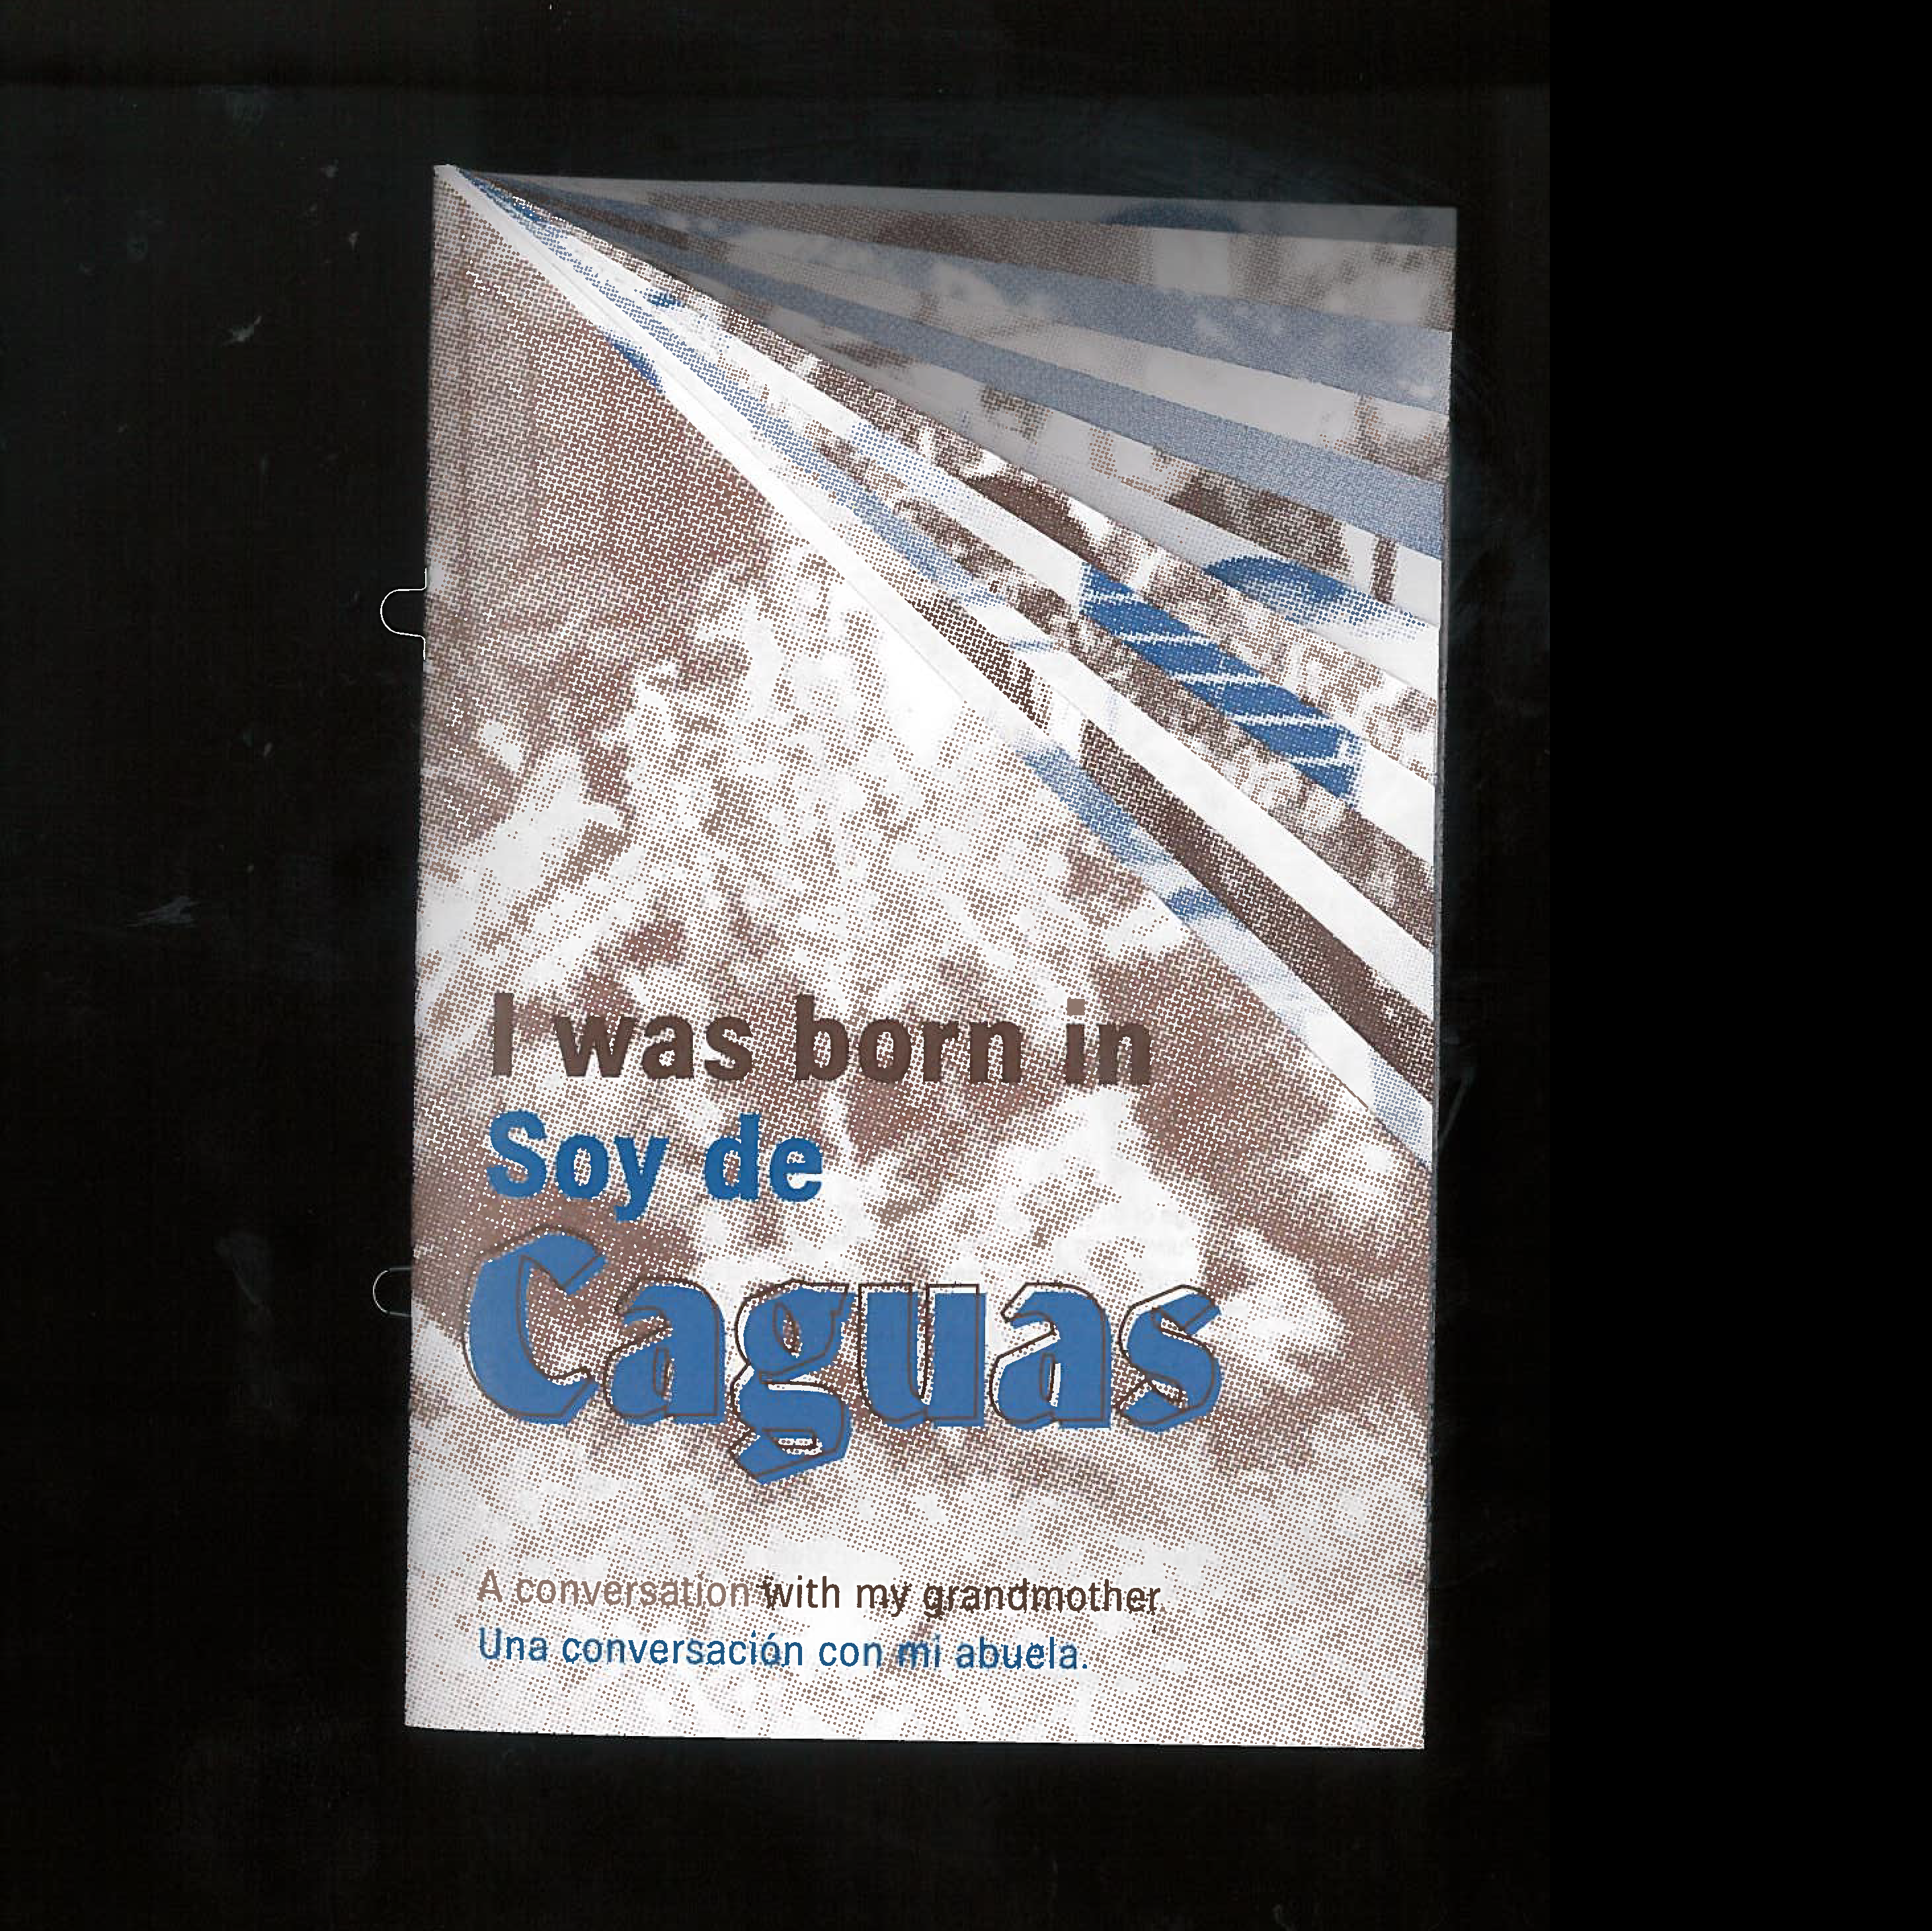 I was born in
Soy de
Caguas
A conversation with my grandmother.
Una conversación con mi abuela.